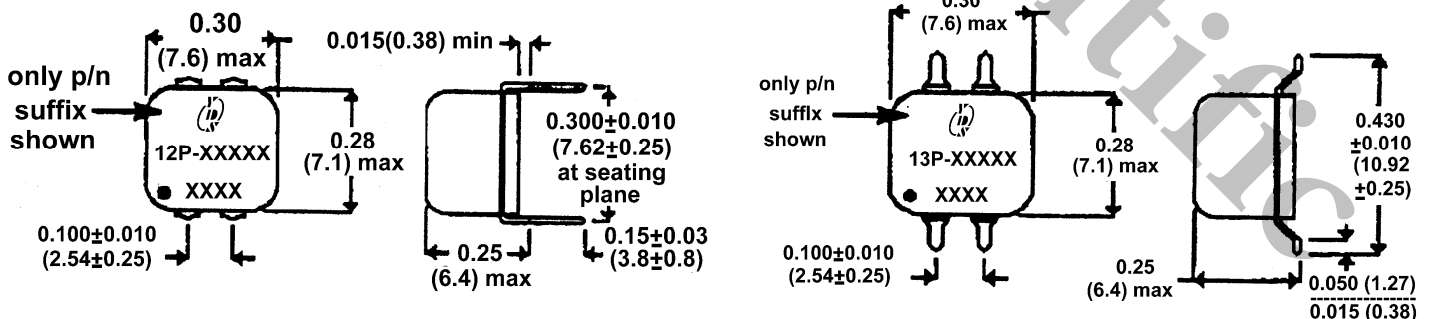 0.30
(7.6) max
0.015(0.38) min
only p/n
suffix
shown
12P-XXXXX
XXXX
0.28
(7.1) max
0.300±0.010
(7.62±0.25)
at seating
plane
0.100±0.010
(2.54±0.25)
0.25
(6.4) max
0.15±0.03
(3.8±0.8)
0.30
(7.6) max
only p/n
suffix
shown
13P-XXXXX
XXXX
0.28
(7.1) max
0.430
±0.010
(10.92
±0.25)
0.100±0.010
(2.54±0.25)
0.25
(6.4) max
0.050 (1.27)
0.015 (0.38)
ntific